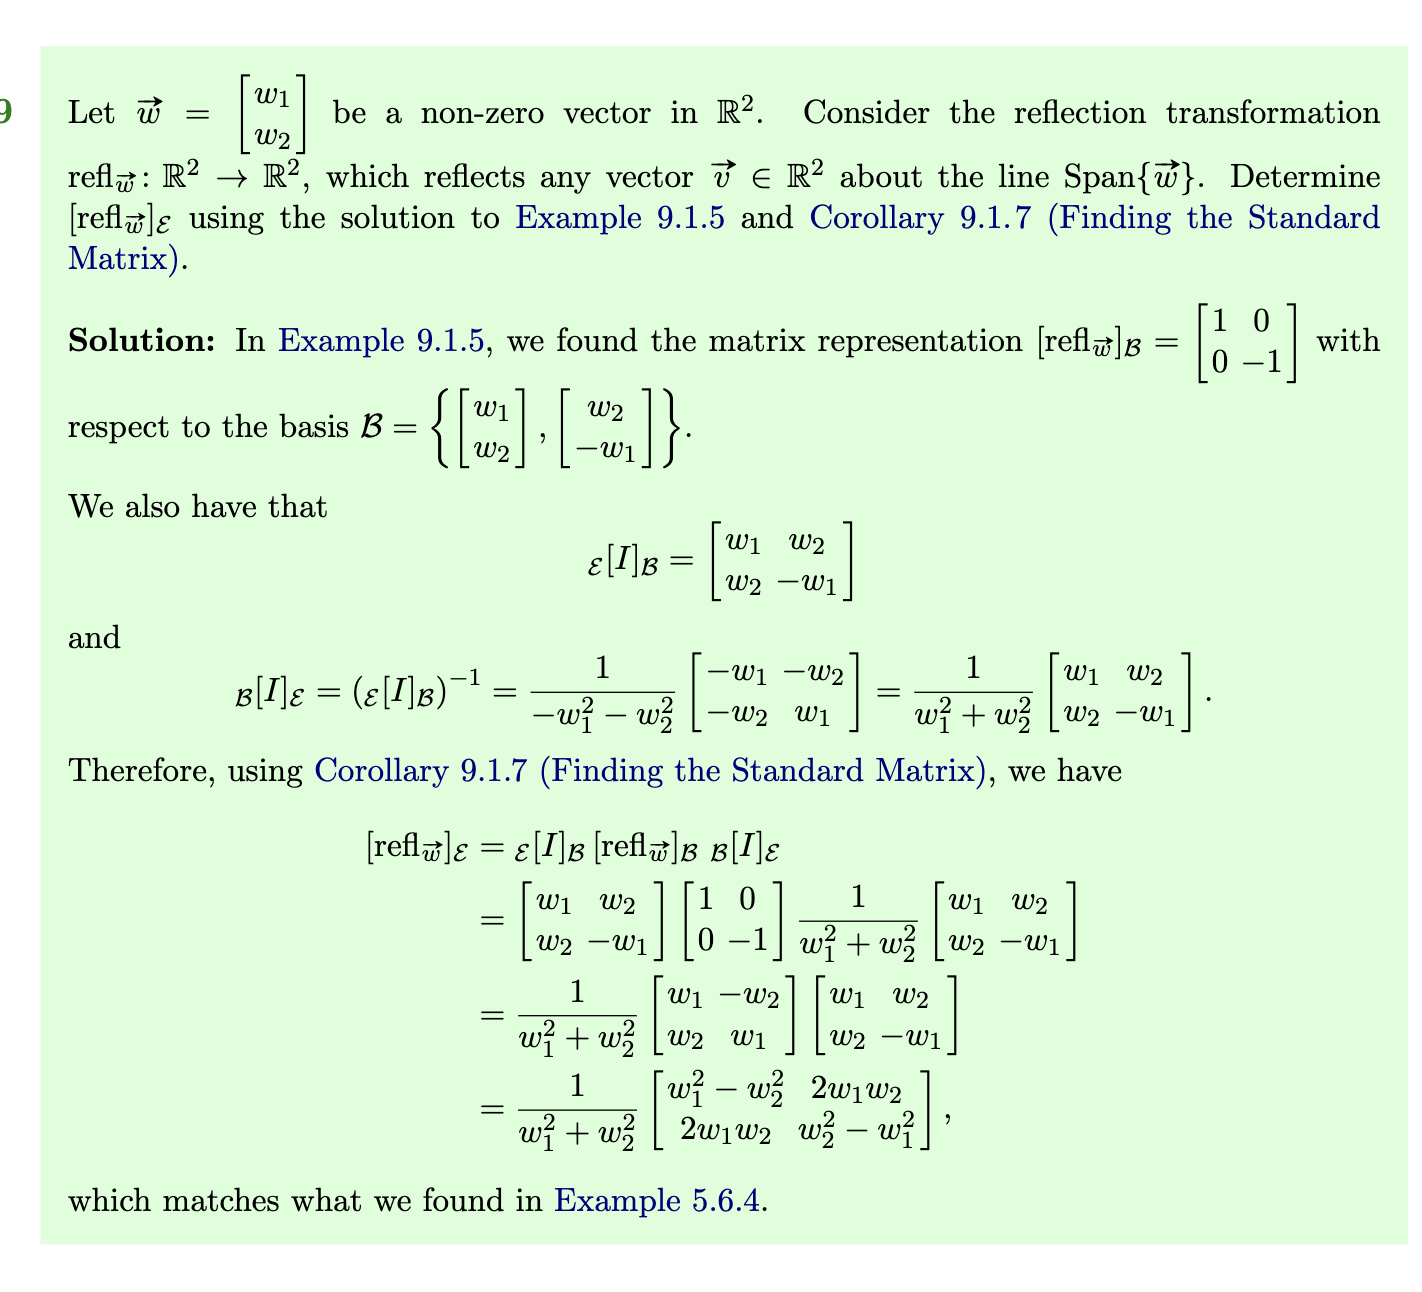 9
Let $\vec{w} = \begin{bmatrix} w_1 \\ w_2 \end{bmatrix}$ be a non-zero vector in $\mathbb{R}^2$. Consider the reflection transformation
$\text{refl}_{\vec{w}} \colon \mathbb{R}^2 \to \mathbb{R}^2$, which reflects any vector $\vec{v} \in \mathbb{R}^2$ about the line $\text{Span}\{\vec{w}\}$. Determine
$[\text{refl}_{\vec{w}}]_{\mathcal{E}}$ using the solution to Example 9.1.5 and Corollary 9.1.7 (Finding the Standard
Matrix).
Solution: In Example 9.1.5, we found the matrix representation $[\text{refl}_{\vec{w}}]_{\mathcal{B}} = \begin{bmatrix} 1 & 0 \\ 0 & -1 \end{bmatrix}$ with
respect to the basis $\mathcal{B} = \left\{ \begin{bmatrix} w_1 \\ w_2 \end{bmatrix}, \begin{bmatrix} w_2 \\ -w_1 \end{bmatrix} \right\}$.
We also have that
${}_{\mathcal{E}}[I]_{\mathcal{B}} = \begin{bmatrix} w_1 & w_2 \\ w_2 & -w_1 \end{bmatrix}$
and
${}_{\mathcal{B}}[I]_{\mathcal{E}} = ({}_{\mathcal{E}}[I]_{\mathcal{B}})^{-1} = \frac{1}{-w_1^2 - w_2^2} \begin{bmatrix} -w_1 & -w_2 \\ -w_2 & w_1 \end{bmatrix} = \frac{1}{w_1^2 + w_2^2} \begin{bmatrix} w_1 & w_2 \\ w_2 & -w_1 \end{bmatrix}.$
Therefore, using Corollary 9.1.7 (Finding the Standard Matrix), we have
$[\text{refl}_{\vec{w}}]_{\mathcal{E}} = {}_{\mathcal{E}}[I]_{\mathcal{B}} \, [\text{refl}_{\vec{w}}]_{\mathcal{B}} \; {}_{\mathcal{B}}[I]_{\mathcal{E}}$
$= \begin{bmatrix} w_1 & w_2 \\ w_2 & -w_1 \end{bmatrix} \begin{bmatrix} 1 & 0 \\ 0 & -1 \end{bmatrix} \frac{1}{w_1^2 + w_2^2} \begin{bmatrix} w_1 & w_2 \\ w_2 & -w_1 \end{bmatrix}$
$= \frac{1}{w_1^2 + w_2^2} \begin{bmatrix} w_1 & -w_2 \\ w_2 & w_1 \end{bmatrix} \begin{bmatrix} w_1 & w_2 \\ w_2 & -w_1 \end{bmatrix}$
$= \frac{1}{w_1^2 + w_2^2} \begin{bmatrix} w_1^2 - w_2^2 & 2w_1w_2 \\ 2w_1w_2 & w_2^2 - w_1^2 \end{bmatrix},$
which matches what we found in Example 5.6.4.